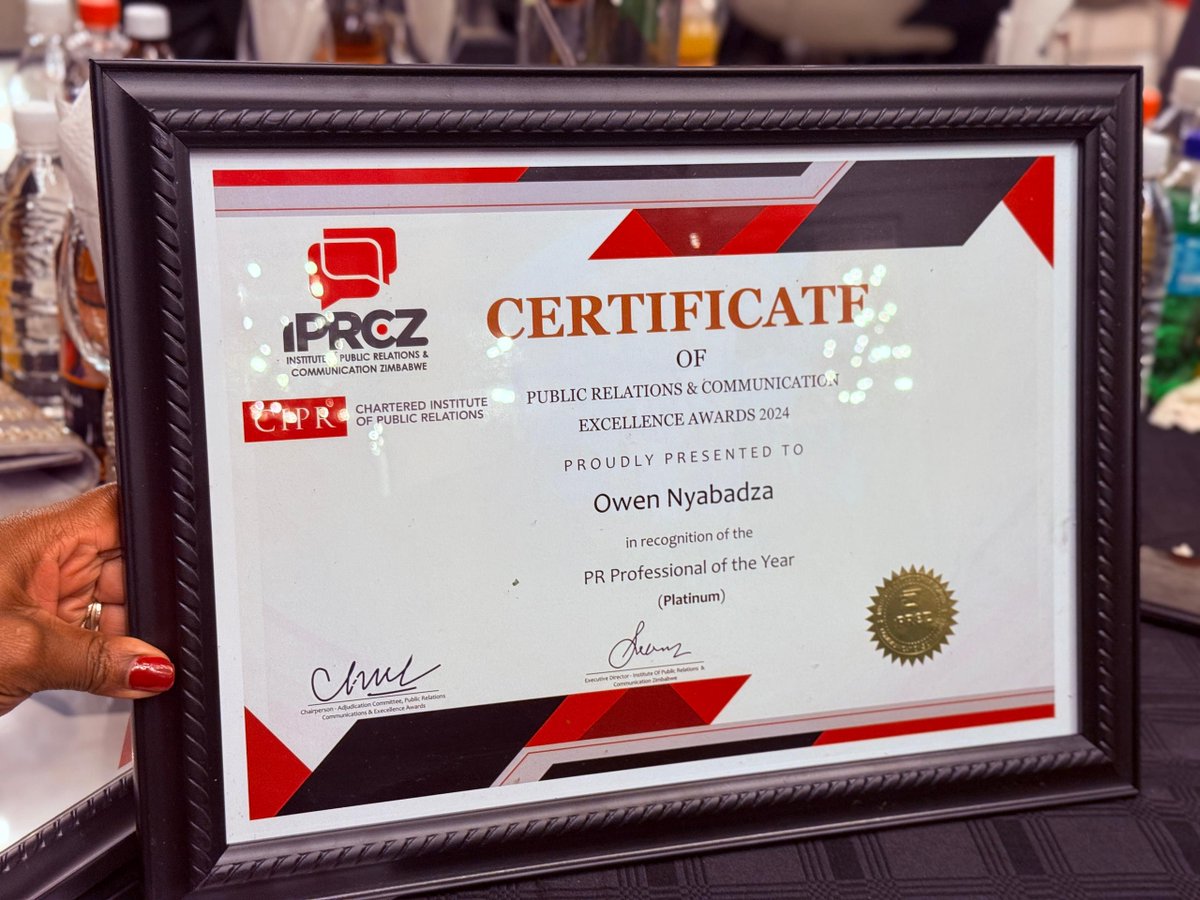 IPRCZ
INSTITUTE OF PUBLIC RELATIONS &
COMMUNICATION ZIMBABWE
CIPR®
CHARTERED INSTITUTE
OF PUBLIC RELATIONS
CERTIFICATE
OF
PUBLIC RELATIONS & COMMUNICATION
EXCELLENCE AWARDS 2024
PROUDLY PRESENTED TO
Owen Nyabadza
in recognition of the
PR Professional of the Year
(Platinum)
Chairperson - Adjudication Committee, Public Relations
Communications & Execellence Awards
Executive Director - Institute Of Public Relations &
Communication Zimbabwe